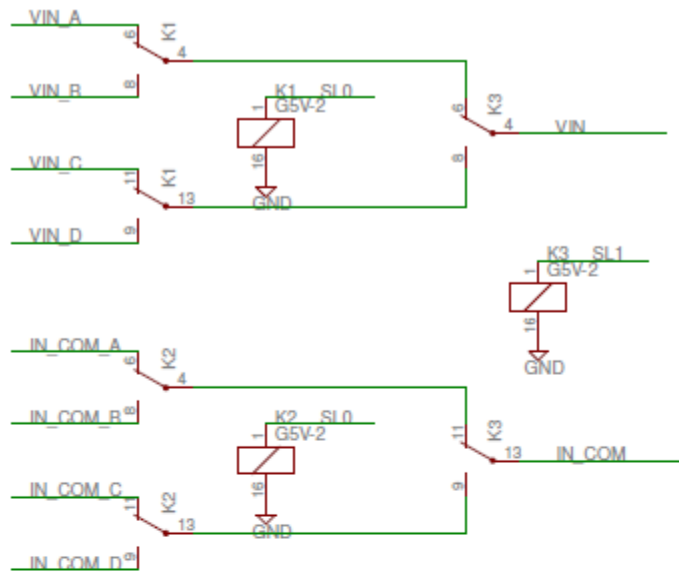 VIN_A
6
K1
4
8
VIN_B
K1 SL0
1
G5V-2
16
GND
6
K3
4
VIN
8
VIN_C
11
K1
13
9
VIN_D
K3 SL1
1
G5V-2
16
GND
IN_COM_A
6
K2
4
8
IN_COM_B
K2 SL0
1
G5V-2
16
GND
11
K3
13
IN_COM
9
IN_COM_C
11
K2
13
9
IN_COM_D